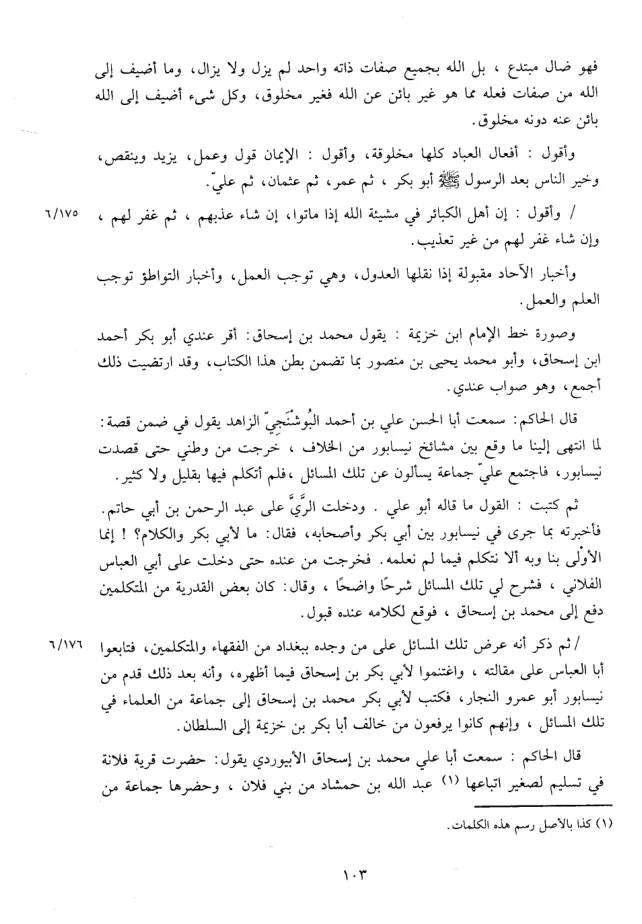 فهو ضال مبتدع ، بل الله بجميع صفات ذاته واحد لم يزل ولا يزال، وما أضيف إلى
الله من صفات فعله مما هو غير بائن عن الله فغير مخلوق، وكل شىء أضيف إلى الله
بائن عنه دونه مخلوق.
وأقول : أفعال العباد كلها مخلوقة، وأقول : الإيمان قول وعمل، يزيد وينقص،
وخير الناس بعد الرسول ﷺ أبو بكر ، ثم عمر، ثم عثمان، ثم عليّ.
/ وأقول : إن أهل الكبائر في مشيئة الله إذا ماتوا، إن شاء عذبهم ، ثم غفر لهم ،
٦/١٧٥
وإن شاء غفر لهم من غير تعذيب.
وأخبار الآحاد مقبولة إذا نقلها العدول، وهي توجب العمل، وأخبار التواطؤ توجب
العلم والعمل.
وصورة خط الإمام ابن خزيمة : يقول محمد بن إسحاق: أقر عندي أبو بكر أحمد
ابن إسحاق، وأبو محمد يحيى بن منصور بما تضمن بطن هذا الكتاب، وقد ارتضيت ذلك
أجمع، وهو صواب عندي.
قال الحاكم: سمعت أبا الحسن علي بن أحمد البُوشَنْجِيّ الزاهد يقول في ضمن قصة:
لما انتهى إلينا ما وقع بين مشائخ نيسابور من الخلاف ، خرجت من وطني حتى قصدت
نيسابور، فاجتمع عليّ جماعة يسألون عن تلك المسائل ،فلم أتكلم فيها بقليل ولا كثير.
ثم كتبت : القول ما قاله أبو علي . ودخلت الرَّيَّ على عبد الرحمن بن أبي حاتم.
فأخبرته بما جرى في نيسابور بين أبي بكر وأصحابه، فقال: ما لأبي بكر والكلام؟ ! إنما
الأوْلى بنا وبه ألا نتكلم فيما لم نعلمه. فخرجت من عنده حتى دخلت على أبي العباس
الفلاني ، فشرح لي تلك المسائل شرحًا واضحًا ، وقال: كان بعض القدرية من المتكلمين
دفع إلى محمد بن إسحاق ، فوقع لكلامه عنده قبول.
/ ثم ذكر أنه عرض تلك المسائل على من وجده ببغداد من الفقهاء والمتكلمين، فتابعوا
٦/١٧٦
أبا العباس على مقالته ، واغتنموا لأبي بكر بن إسحاق فيما أظهره، وأنه بعد ذلك قدم من
نيسابور أبو عمرو النجار، فكتب لأبي بكر محمد بن إسحاق إلى جماعة من العلماء في
تلك المسائل ، وإنهم كانوا يرفعون من خالف أبا بكر بن خزيمة إلى السلطان.
قال الحاكم : سمعت أبا علي محمد بن إسحاق الأبيوردي يقول: حضرت قرية فلانة
في تسليم لصغير اتباعها (١) عبد الله بن حمشاد من بني فلان ، وحضرها جماعة من
(١) كذا بالأصل رسم هذه الكلمات.
١٠٣